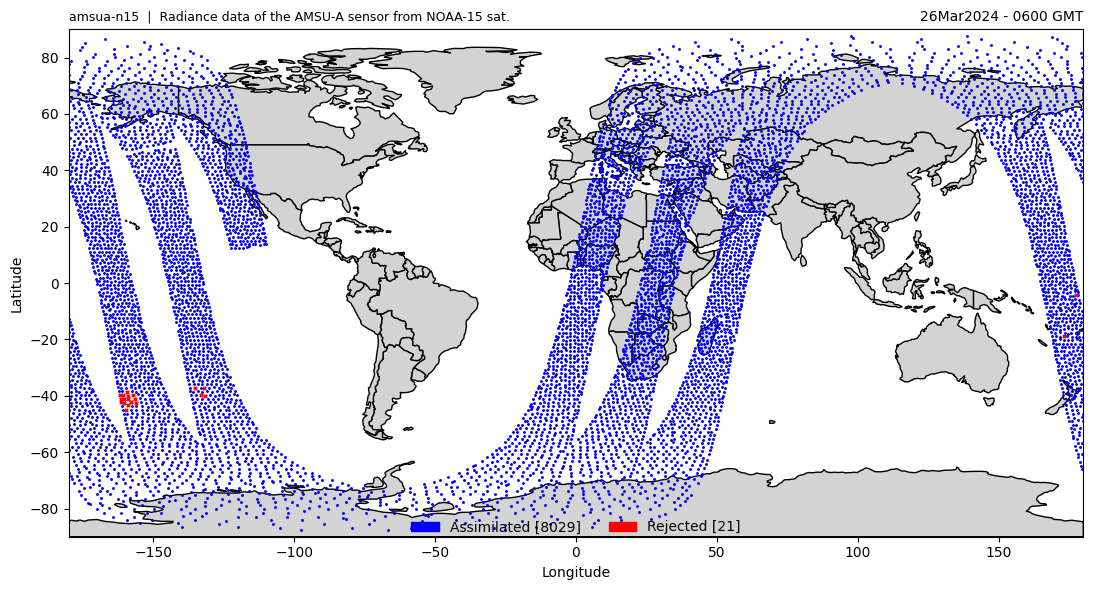 amsua-n15 | Radiance data of the AMSU-A sensor from NOAA-15 sat.
26Mar2024 - 0600 GMT
80
60
40
20
0
−20
−40
−60
−80
Latitude
Assimilated [8029]
Rejected [21]
−150
−100
−50
0
50
100
150
Longitude